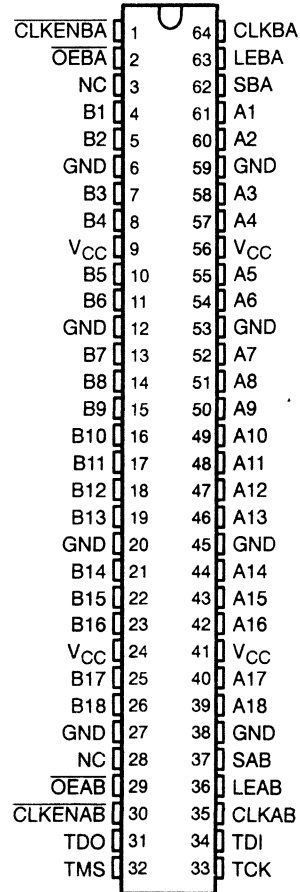 CLKENBA 1 64 CLKBA
OEBA 2 63 LEBA
NC 3 62 SBA
B1 4 61 A1
B2 5 60 A2
GND 6 59 GND
B3 7 58 A3
B4 8 57 A4
VCC 9 56 VCC
B5 10 55 A5
B6 11 54 A6
GND 12 53 GND
B7 13 52 A7
B8 14 51 A8
B9 15 50 A9
B10 16 49 A10
B11 17 48 A11
B12 18 47 A12
B13 19 46 A13
GND 20 45 GND
B14 21 44 A14
B15 22 43 A15
B16 23 42 A16
VCC 24 41 VCC
B17 25 40 A17
B18 26 39 A18
GND 27 38 GND
NC 28 37 SAB
OEAB 29 36 LEAB
CLKENAB 30 35 CLKAB
TDO 31 34 TDI
TMS 32 33 TCK